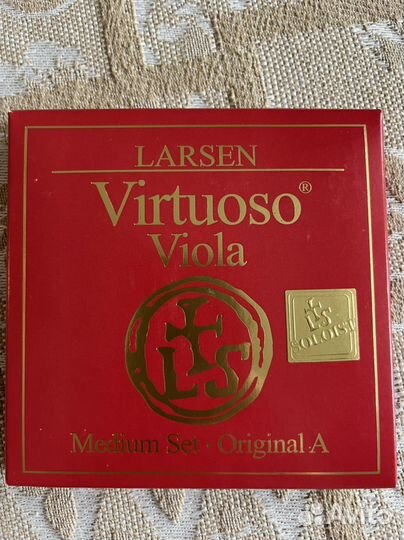 LARSEN
Virtuoso®
Viola
LS
LS
SOLOIST
Medium Set · Original A
Avito